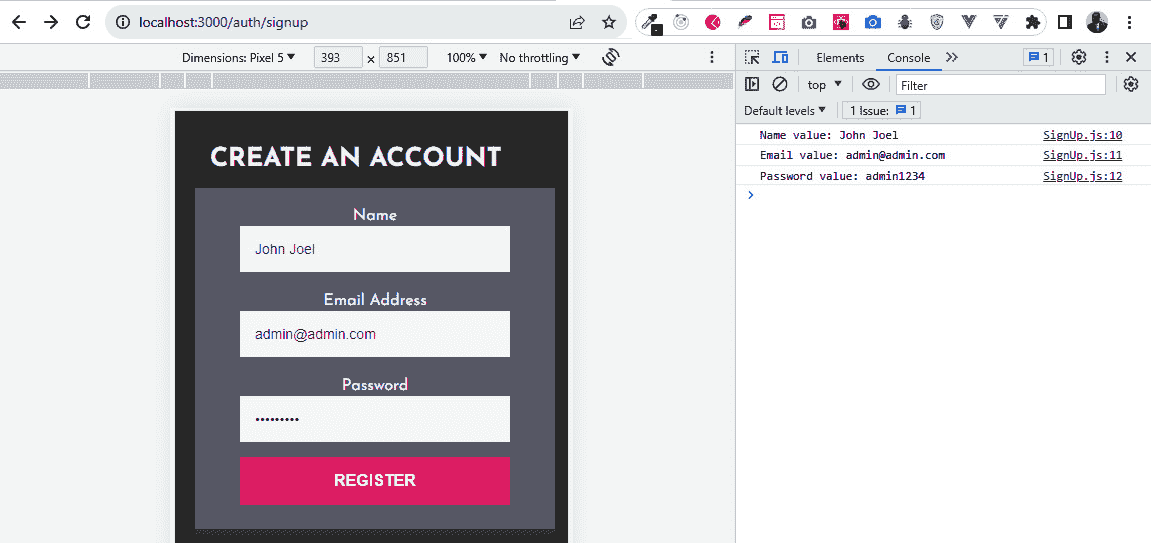 localhost:3000/auth/signup
Dimensions: Pixel 5 393 x 851 100% No throttling
Elements Console 1
top Filter
Default levels 1 Issue: 1
CREATE AN ACCOUNT
Name
John Joel
Email Address
admin@admin.com
Password
•••••••••
REGISTER
Name value: John Joel SignUp.js:10
Email value: admin@admin.com SignUp.js:11
Password value: admin1234 SignUp.js:12